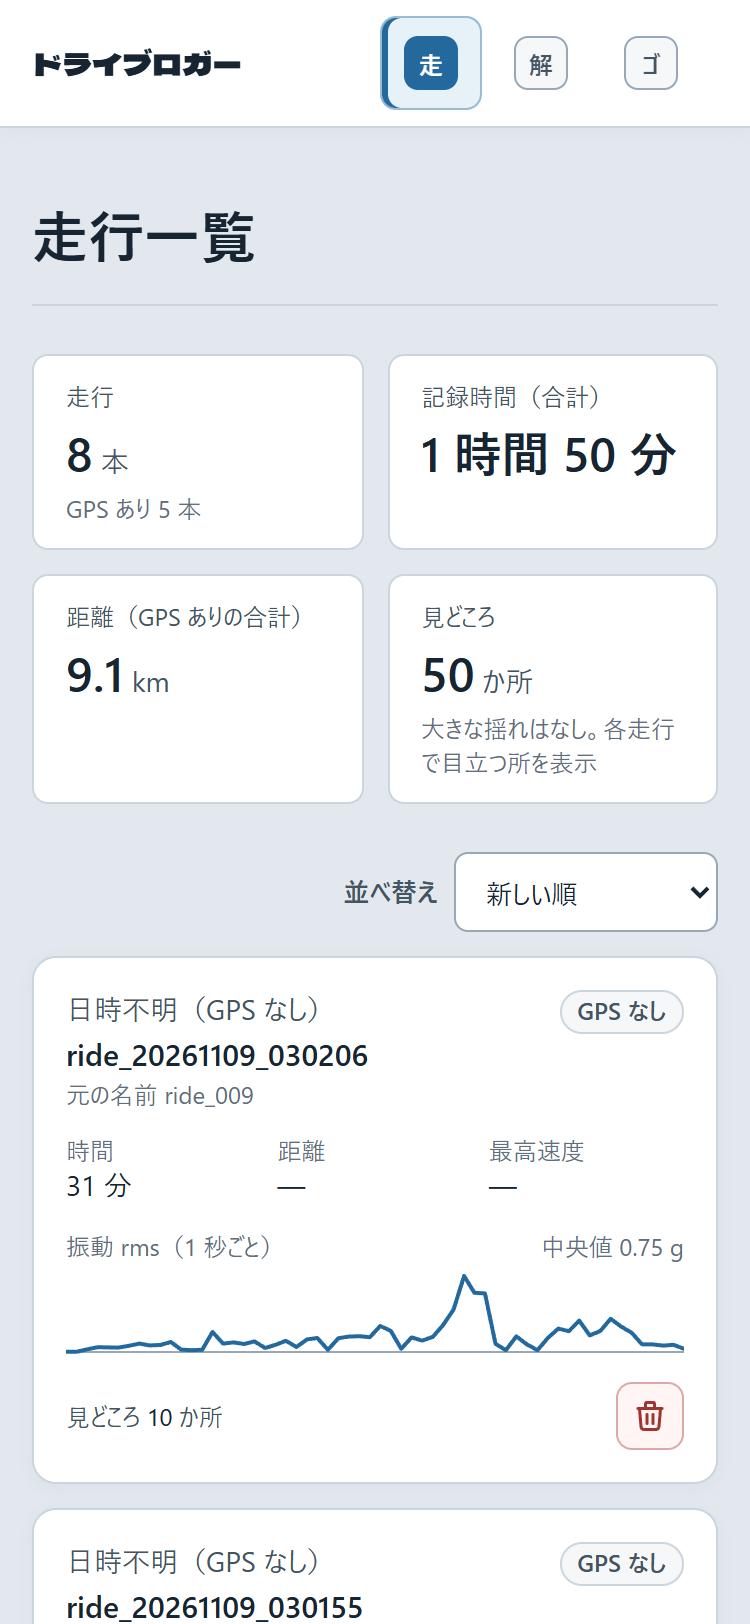 ドライブロガー
走
解
ゴ
走行一覧
走行
8 本
GPS あり 5 本
記録時間（合計）
1 時間 50 分
距離（GPS ありの合計）
9.1 km
見どころ
50 か所
大きな揺れはなし。各走行
で目立つ所を表示
並べ替え
新しい順
日時不明（GPS なし）
GPS なし
ride_20261109_030206
元の名前 ride_009
時間
距離
最高速度
31 分
—
—
振動 rms（1 秒ごと）
中央値 0.75 g
見どころ 10 か所
日時不明（GPS なし）
GPS なし
ride_20261109_030155